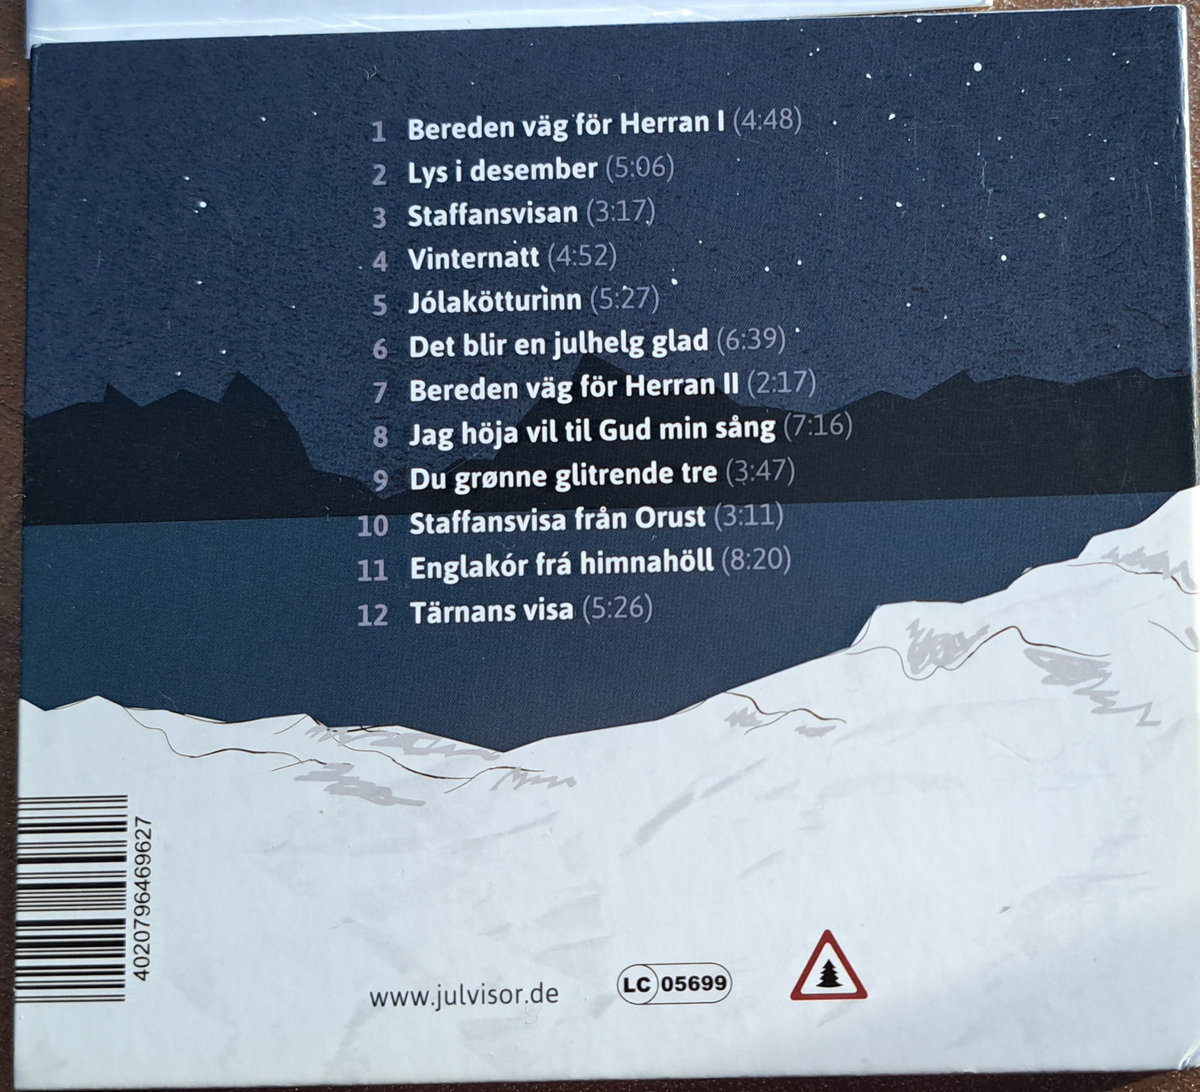 1 Bereden väg för Herran I (4:48)
2 Lys i desember (5:06)
3 Staffansvisan (3:17)
4 Vinternatt (4:52)
5 Jólakötturinn (5:27)
6 Det blir en julhelg glad (6:39)
7 Bereden väg för Herran II (2:17)
8 Jag höja vil til Gud min sång (7:16)
9 Du grønne glitrende tre (3:47)
10 Staffansvisa från Orust (3:11)
11 Englakór frá himnahöll (8:20)
12 Tärnans visa (5:26)
4020796469627
www.julvisor.de
LC 05699